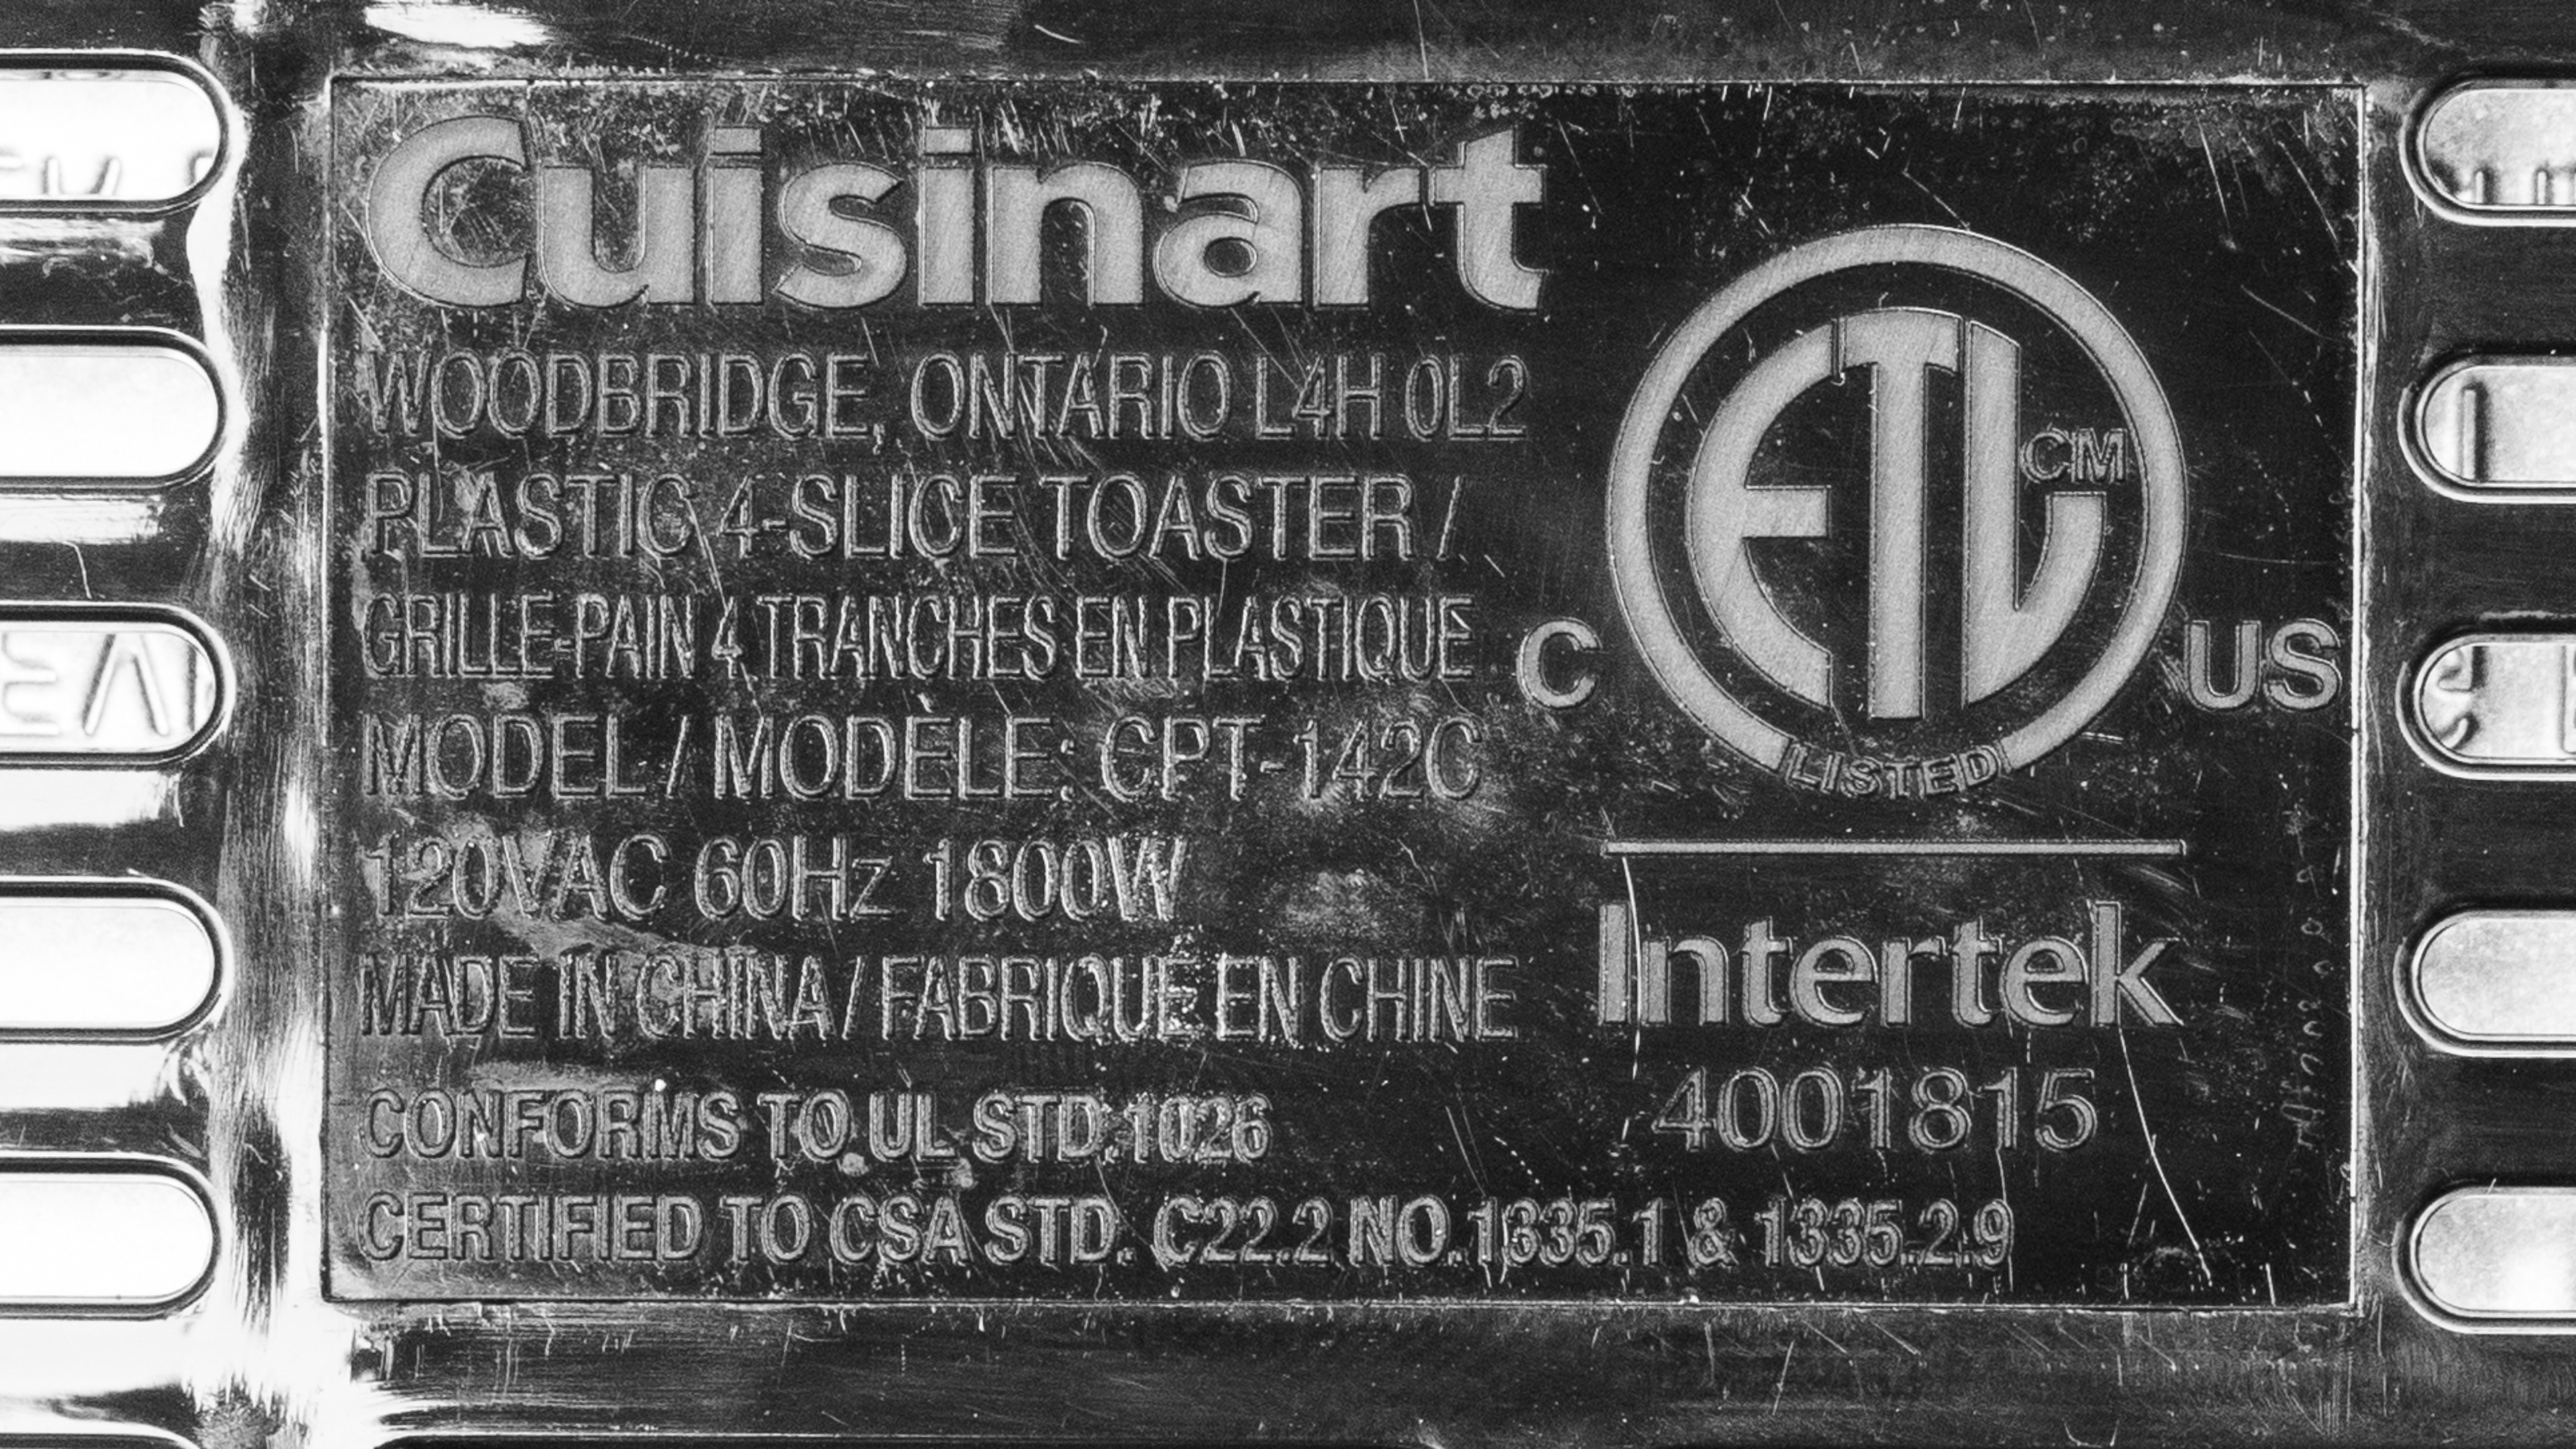 Cuisinart
WOODBRIDGE, ONTARIO L4H 0L2
PLASTIC 4-SLICE TOASTER /
GRILLE-PAIN 4 TRANCHES EN PLASTIQUE
MODEL / MODÈLE: CPT-142C
120VAC 60Hz 1800W
MADE IN CHINA / FABRIQUÉ EN CHINE
CONFORMS TO UL STD.1026
CERTIFIED TO CSA STD. C22.2 NO.1335.1 & 1335.2.9
ETL CM
C US
LISTED
Intertek
4001815